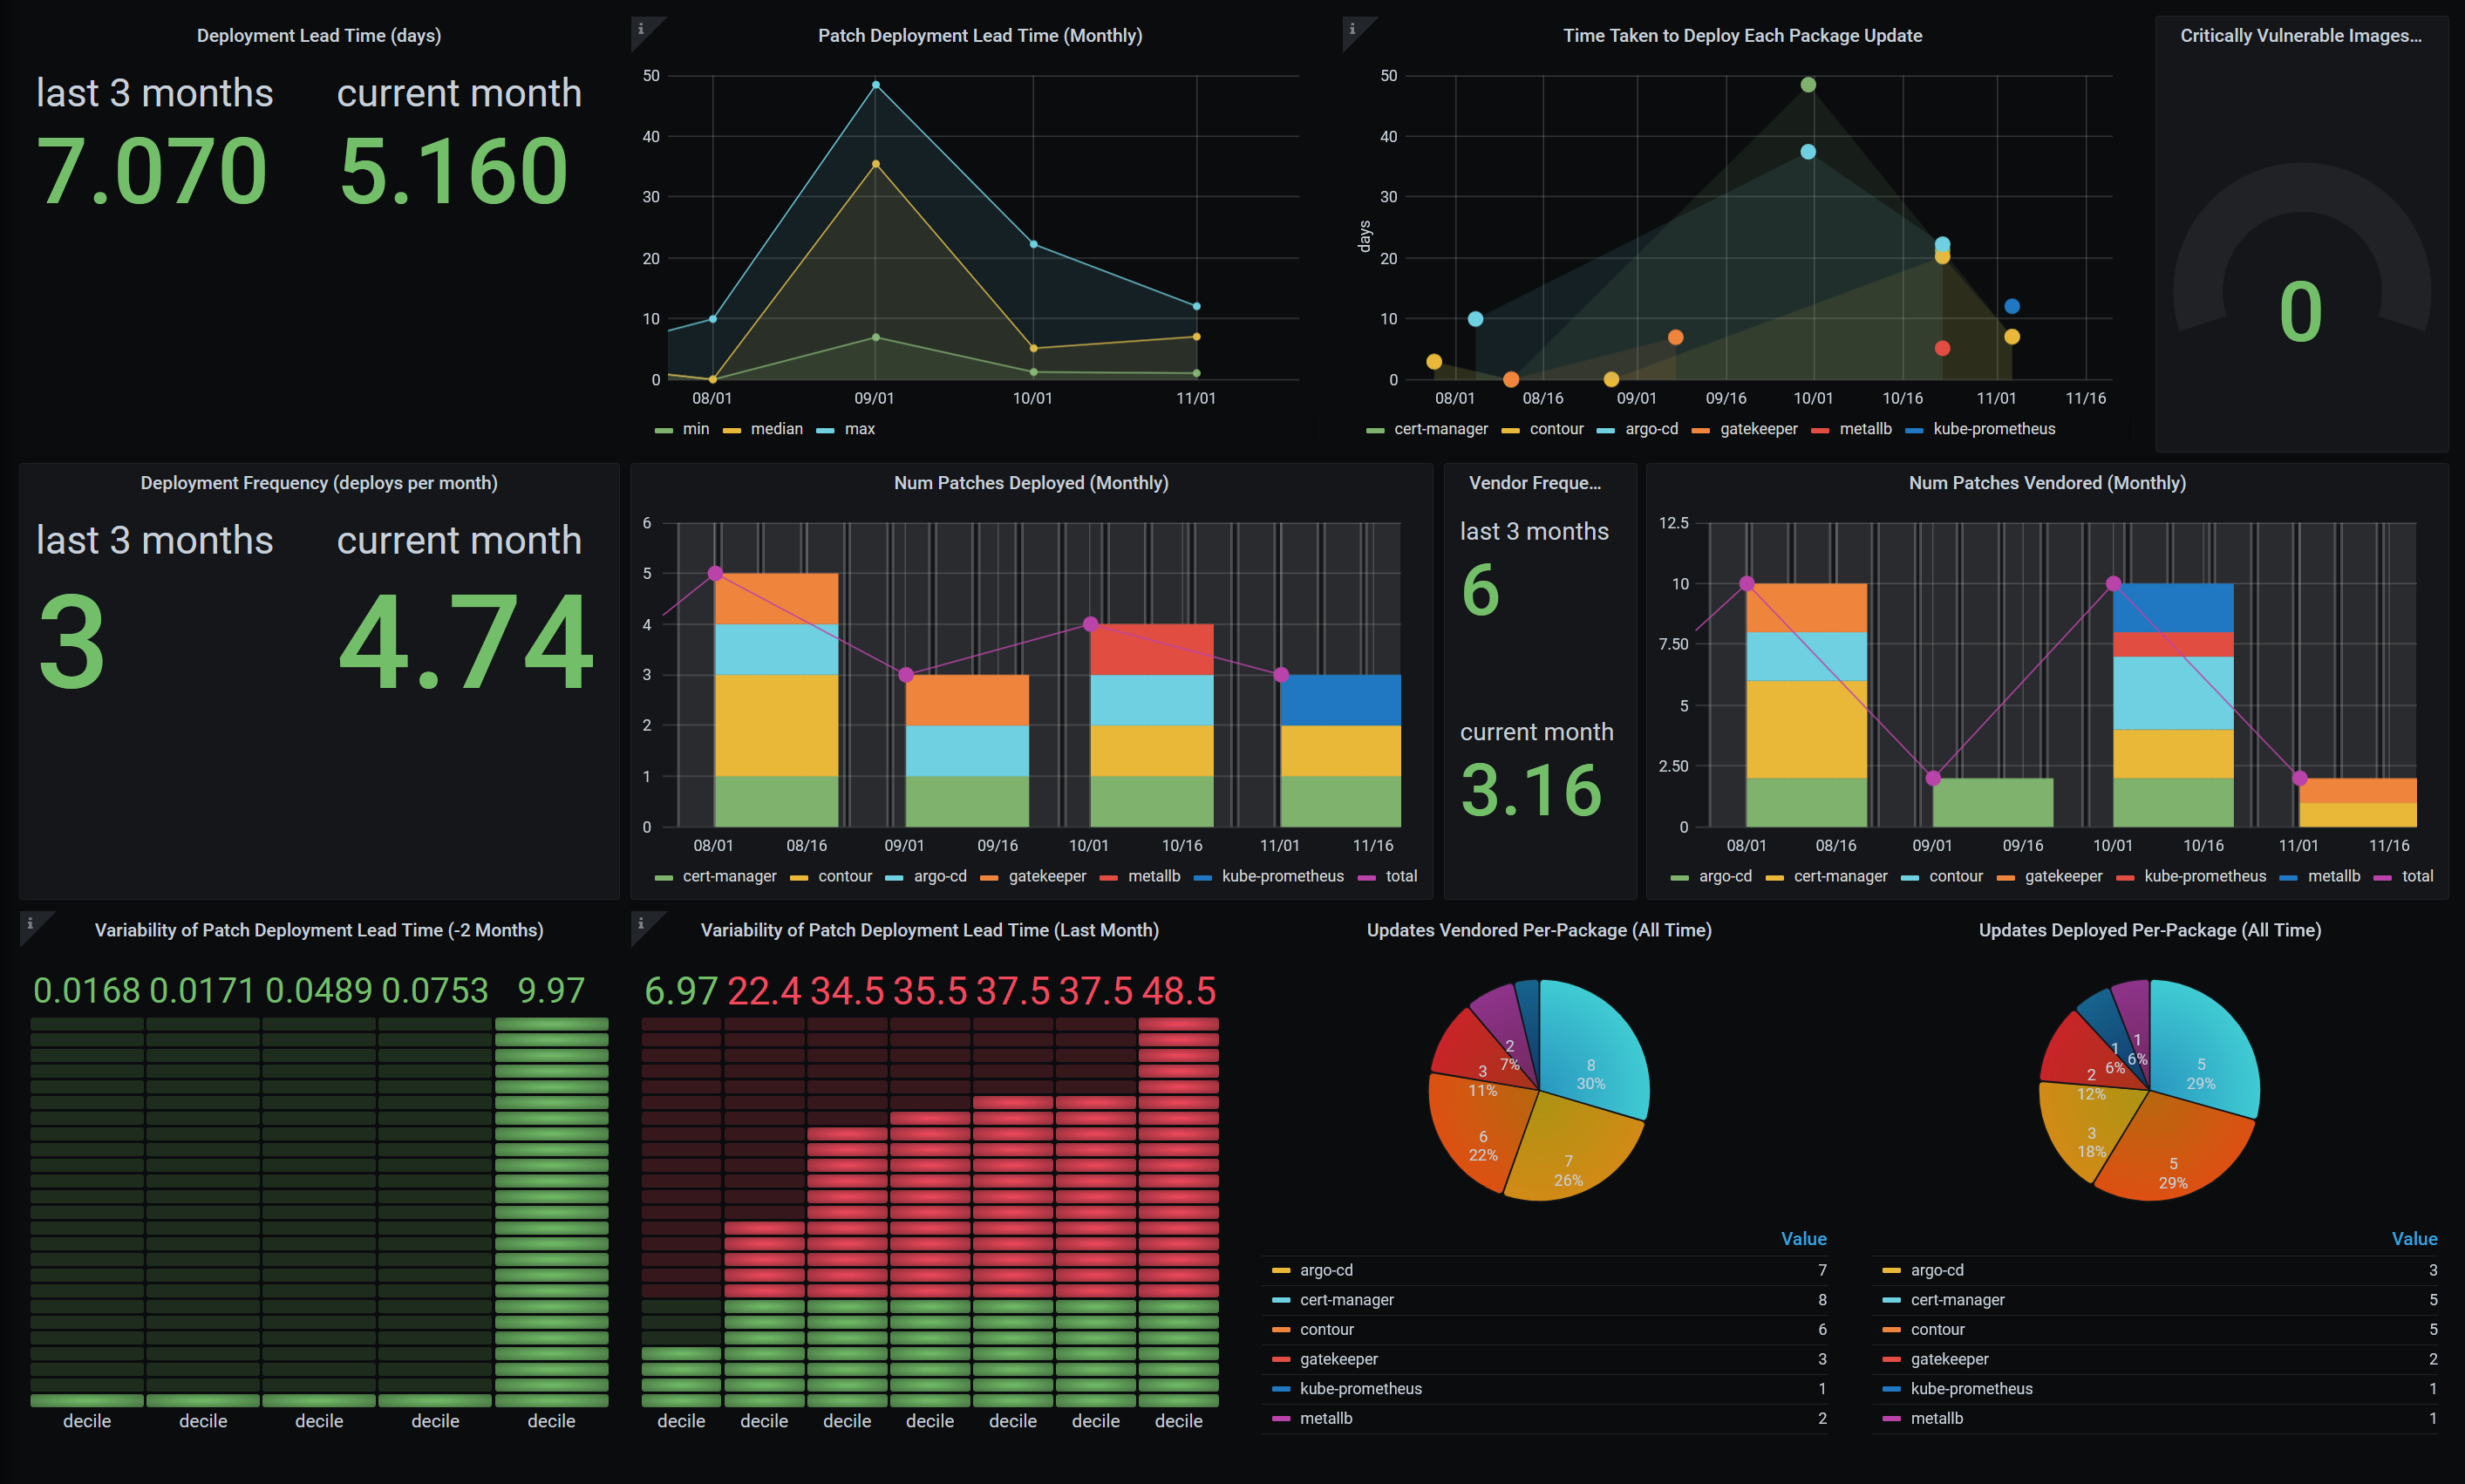 Deployment Lead Time (days)
last 3 months current month
7.070 5.160
i
Patch Deployment Lead Time (Monthly)
50
40
30
20
10
0
08/01 09/01 10/01 11/01
min median max
i
Time Taken to Deploy Each Package Update
days
50
40
30
20
10
0
08/01 08/16 09/01 09/16 10/01 10/16 11/01 11/16
cert-manager contour argo-cd gatekeeper metallb kube-prometheus
Critically Vulnerable Images...
0
Deployment Frequency (deploys per month)
last 3 months current month
3 4.74
Num Patches Deployed (Monthly)
6
5
4
3
2
1
0
08/01 08/16 09/01 09/16 10/01 10/16 11/01 11/16
cert-manager contour argo-cd gatekeeper metallb kube-prometheus total
Vendor Freque...
last 3 months
6
current month
3.16
Num Patches Vendored (Monthly)
12.5
10
7.50
5
2.50
0
08/01 08/16 09/01 09/16 10/01 10/16 11/01 11/16
argo-cd cert-manager contour gatekeeper kube-prometheus metallb total
i
Variability of Patch Deployment Lead Time (-2 Months)
0.0168 0.0171 0.0489 0.0753 9.97
decile decile decile decile decile
i
Variability of Patch Deployment Lead Time (Last Month)
6.97 22.4 34.5 35.5 37.5 37.5 48.5
decile decile decile decile decile decile decile
Updates Vendored Per-Package (All Time)
8
30%
7
26%
6
22%
3
11%
2
7%
Value
argo-cd 7
cert-manager 8
contour 6
gatekeeper 3
kube-prometheus 1
metallb 2
Updates Deployed Per-Package (All Time)
5
29%
5
29%
3
18%
2
12%
1
6%
1
6%
Value
argo-cd 3
cert-manager 5
contour 5
gatekeeper 2
kube-prometheus 1
metallb 1